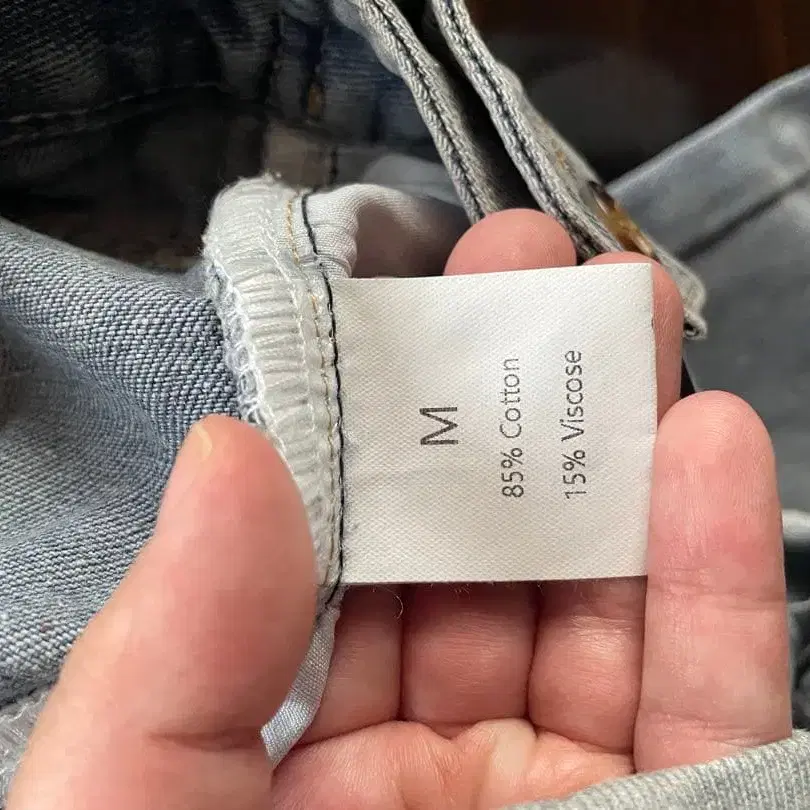 M
85% Cotton
15% Viscose